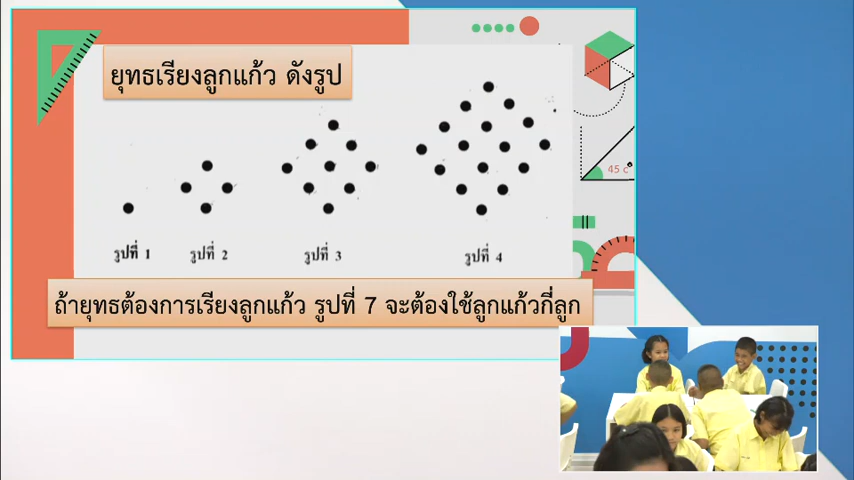 ยุทธเรียงลูกแก้ว ดังรูป
45 c
รูปที่ 1
รูปที่ 2
รูปที่ 3
รูปที่ 4
ถ้ายุทธต้องการเรียงลูกแก้ว รูปที่ 7 จะต้องใช้ลูกแก้วกี่ลูก